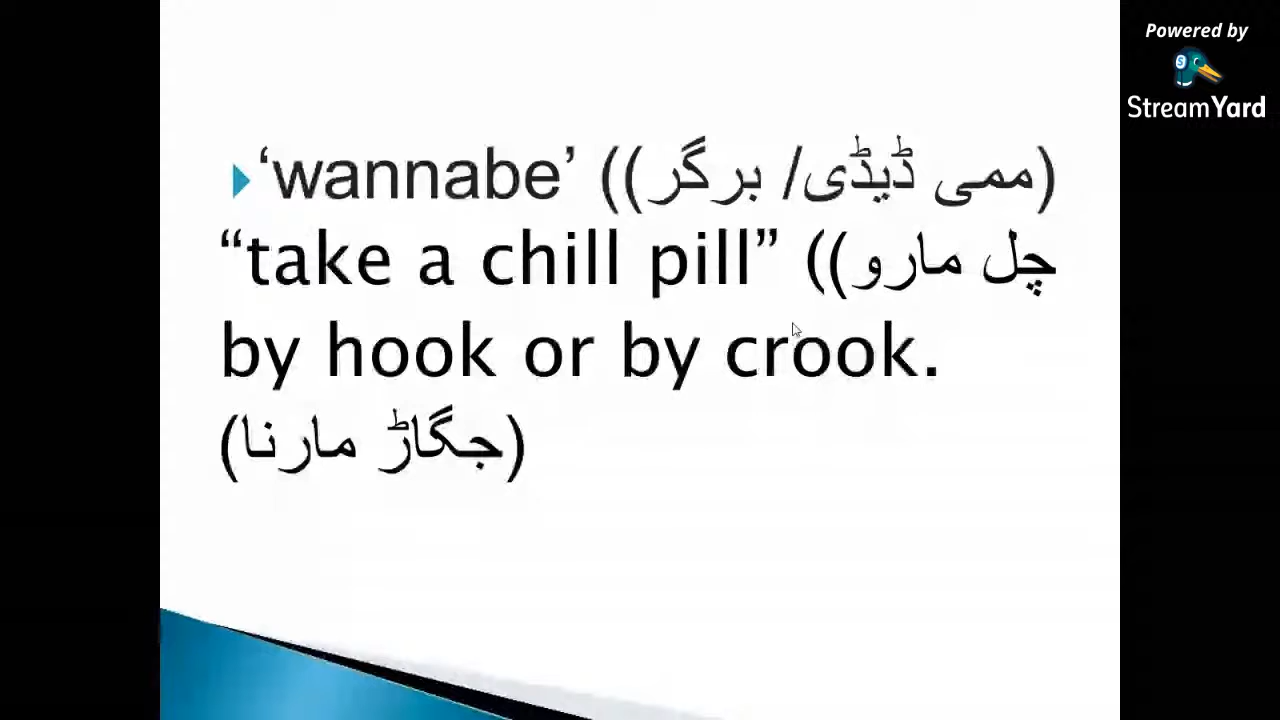 Powered by
StreamYard
‘wannabe’ ((ممی ڈیڈی/ برگر)
“take a chill pill” ((چل مارو
by hook or by crook.
(جگاڑ مارنا)